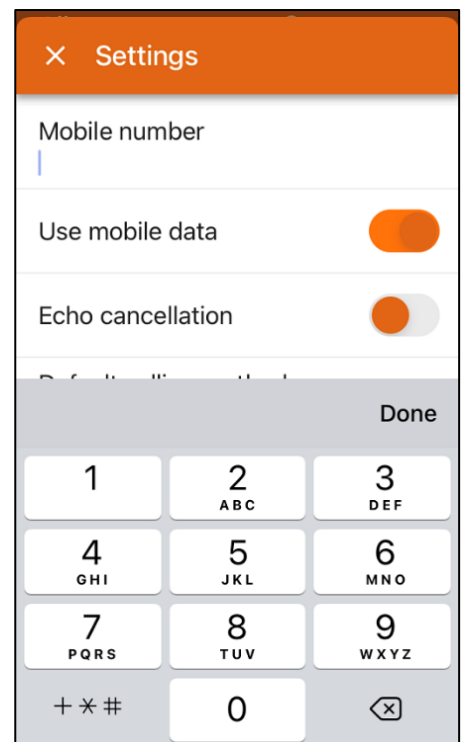 Settings
Mobile number
Use mobile data
Echo cancellation
Done
1 2 3
ABC DEF
4 5 6
GHI JKL MNO
7 8 9
PQRS TUV WXYZ
+*# 0